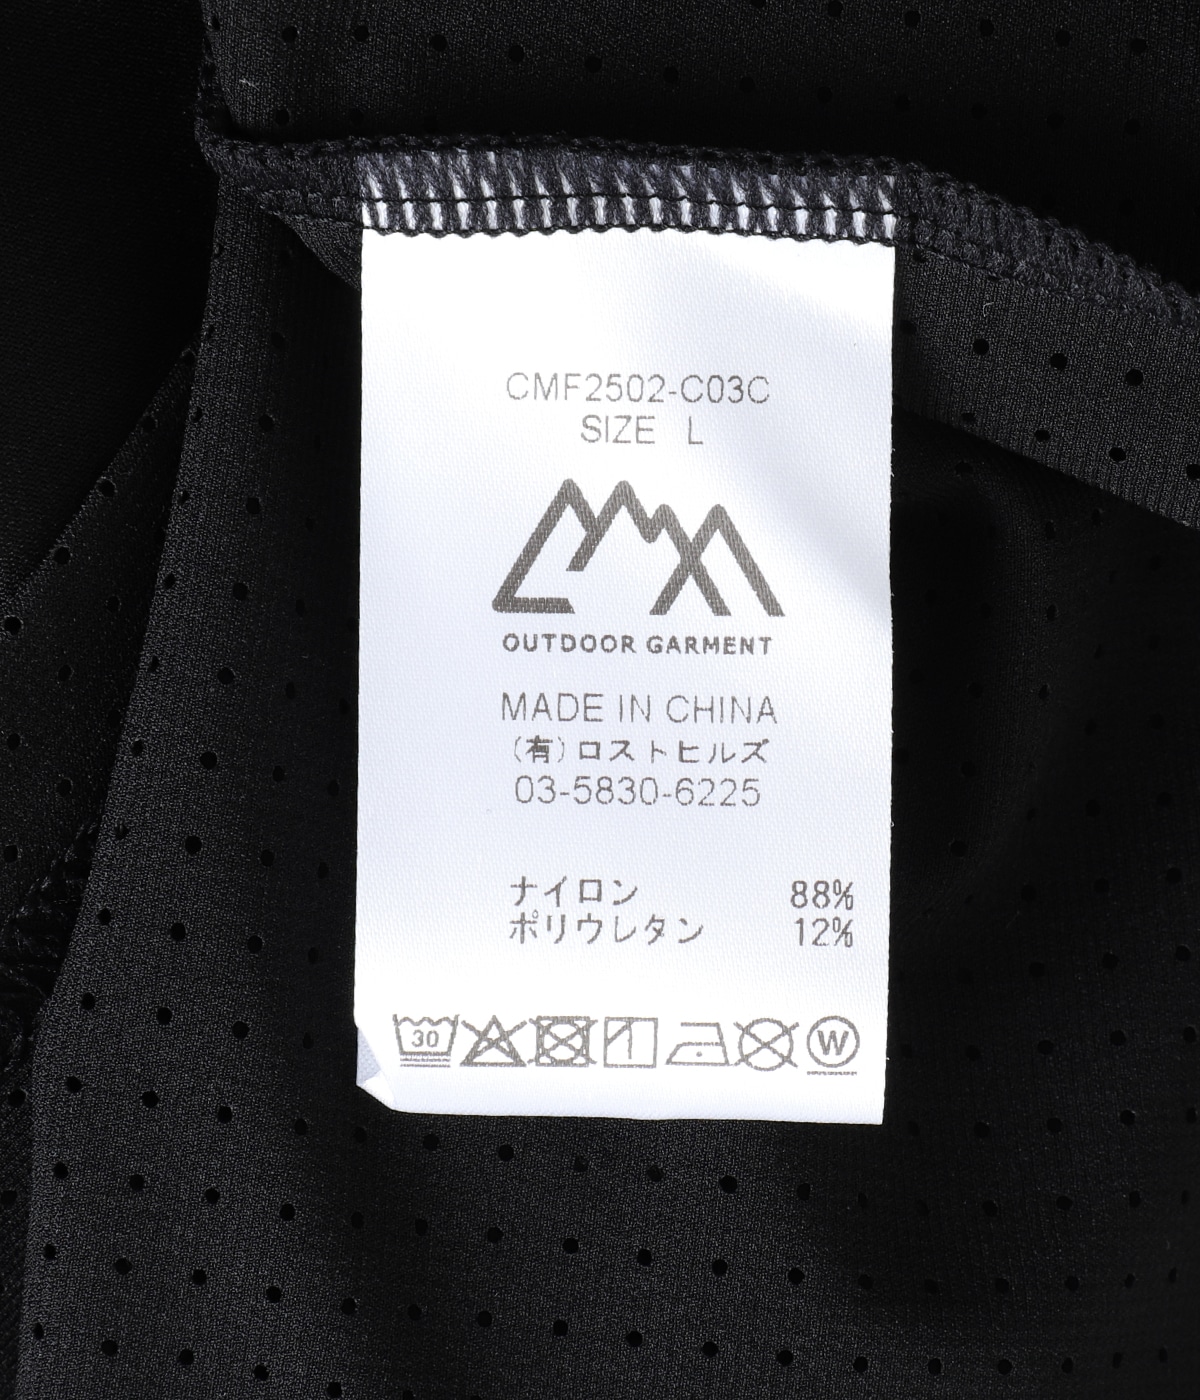 CMF2502-C03C
SIZE L
OUTDOOR GARMENT
MADE IN CHINA
(有)ロストヒルズ
03-5830-6225
ナイロン 88%
ポリウレタン 12%
30 W